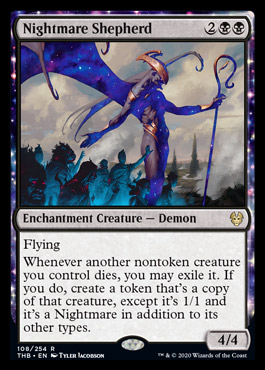 Nightmare Shepherd 2
Enchantment Creature — Demon
Flying
Whenever another nontoken creature
you control dies, you may exile it. If
you do, create a token that's a copy
of that creature, except it's 1/1 and
it's a Nightmare in addition to its
other types.
4/4
108/254 R
THB • EN Tyler Jacobson
™ & © 2020 Wizards of the Coast